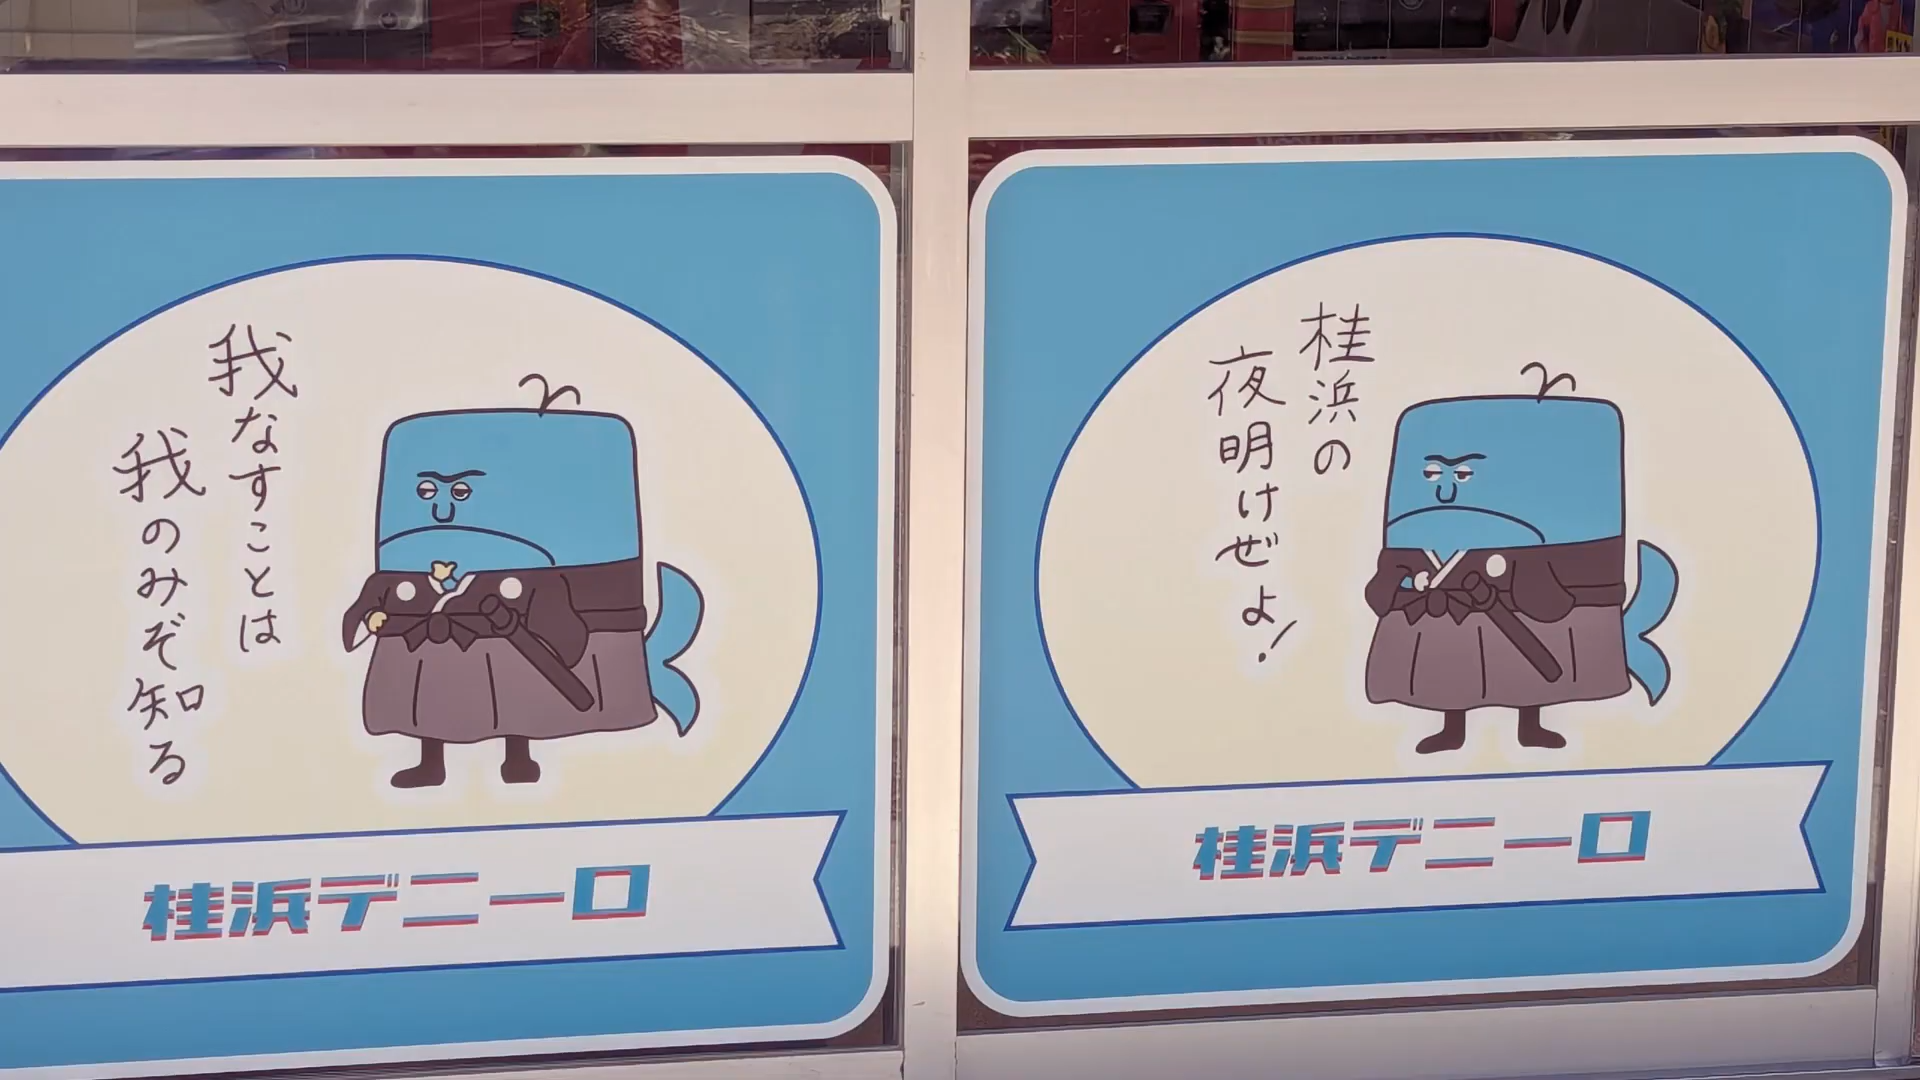 我なすことは
我のみぞ知る
桂浜デニーロ
桂浜の
夜明けぜよ!
桂浜デニーロ